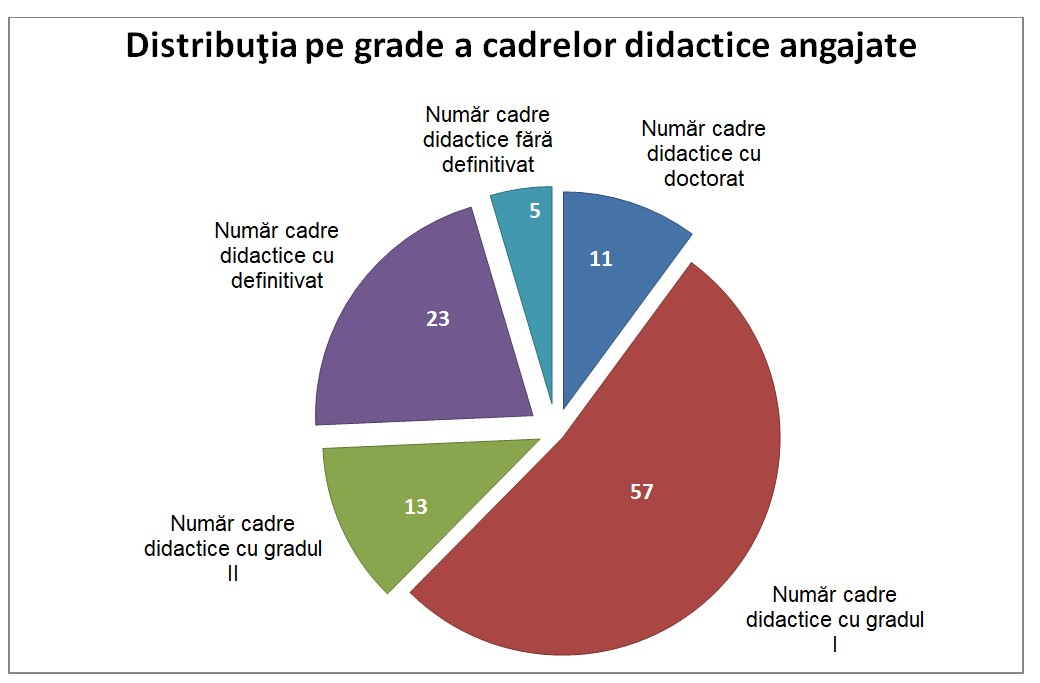 Distribuţia pe grade a cadrelor didactice angajate
Număr cadre
didactice fără
definitivat
Număr cadre
didactice cu
doctorat
5
11
Număr cadre
didactice cu
definitivat
23
57
13
Număr cadre
didactice cu gradul
II
Număr cadre
didactice cu gradul
I